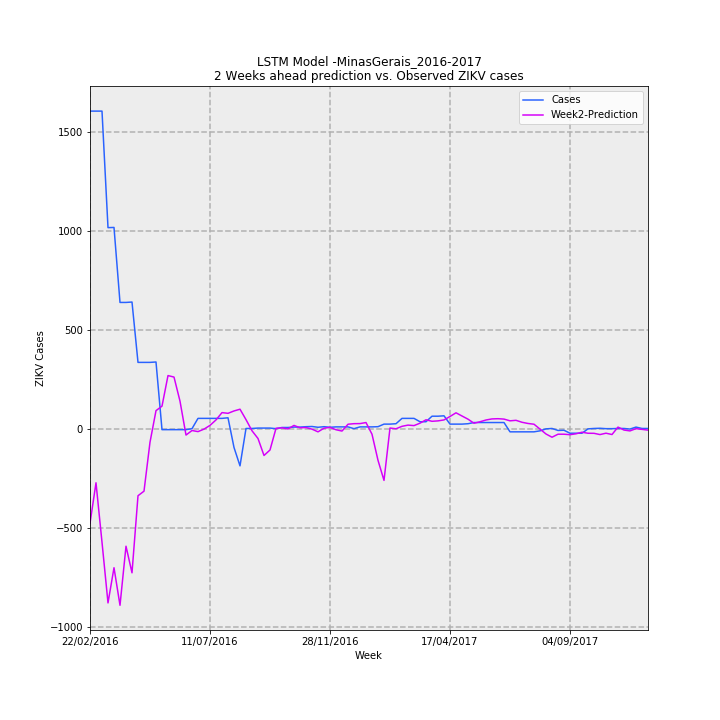 LSTM Model -MinasGerais_2016-2017
2 Weeks ahead prediction vs. Observed ZIKV cases
Cases
Week2-Prediction
1500
1000
500
0
−500
−1000
ZIKV Cases
22/02/2016 11/07/2016 28/11/2016 17/04/2017 04/09/2017
Week